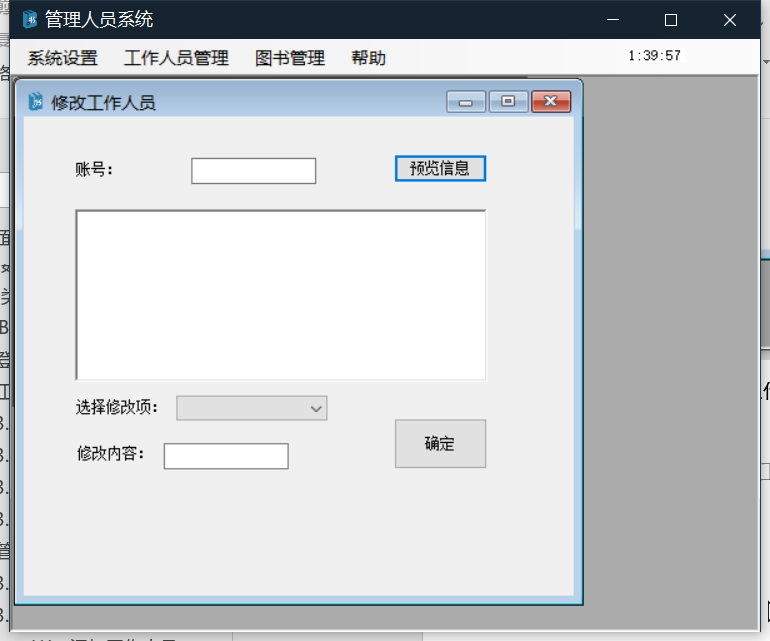 管理人员系统
系统设置 工作人员管理 图书管理 帮助 1:39:57
修改工作人员
账号：
预览信息
选择修改项：
修改内容：
确定